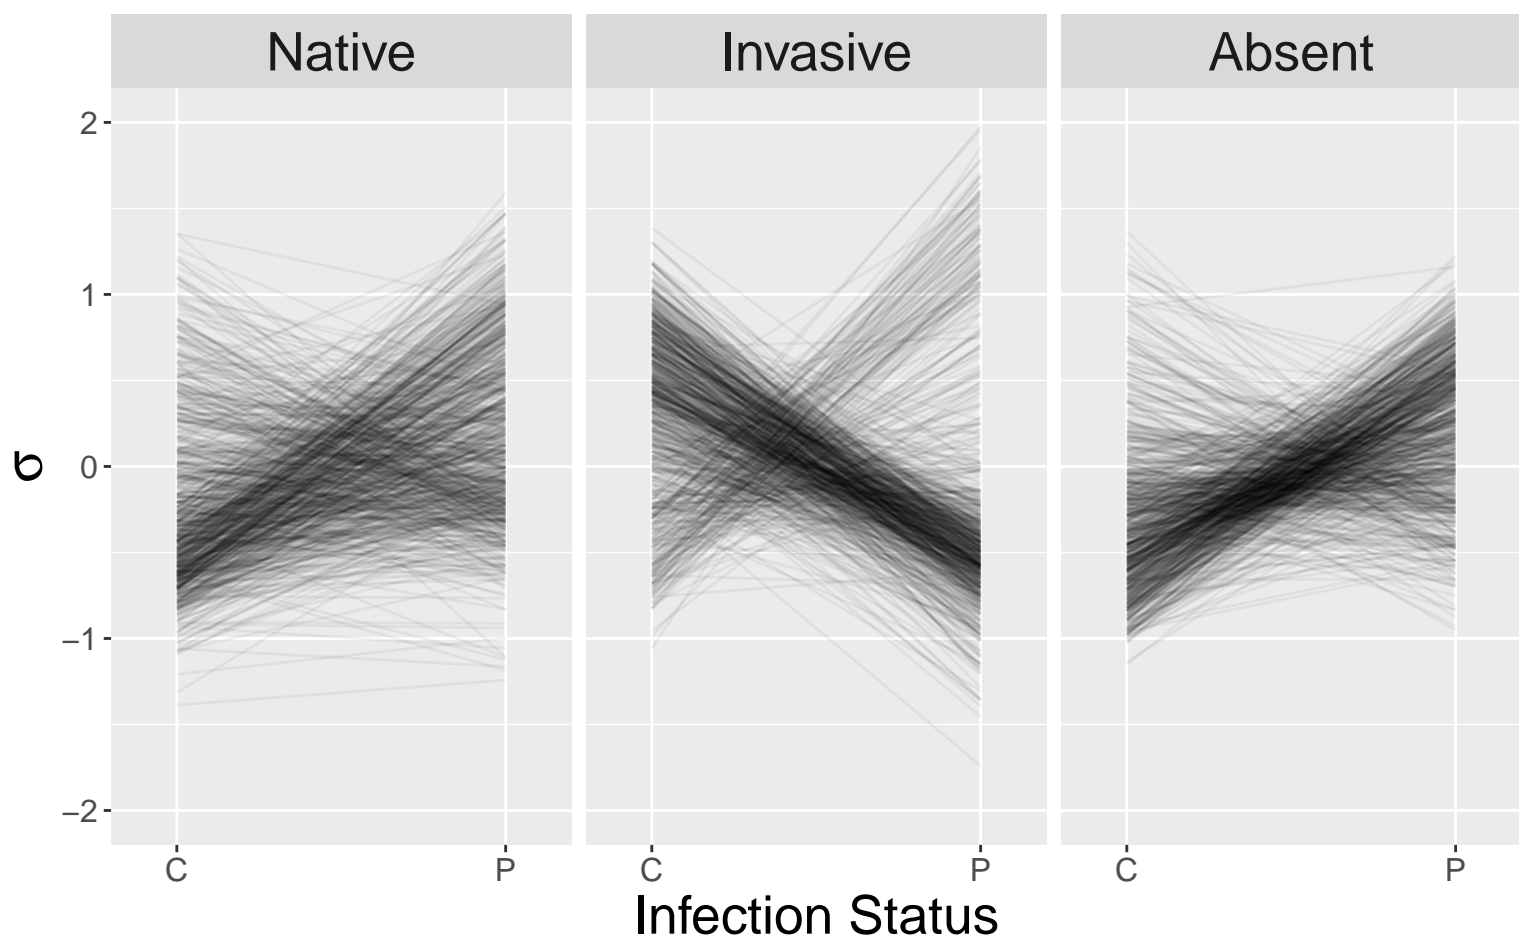 Native Invasive Absent
2
1
0
−1
−2
σ
C P C P C P
Infection Status